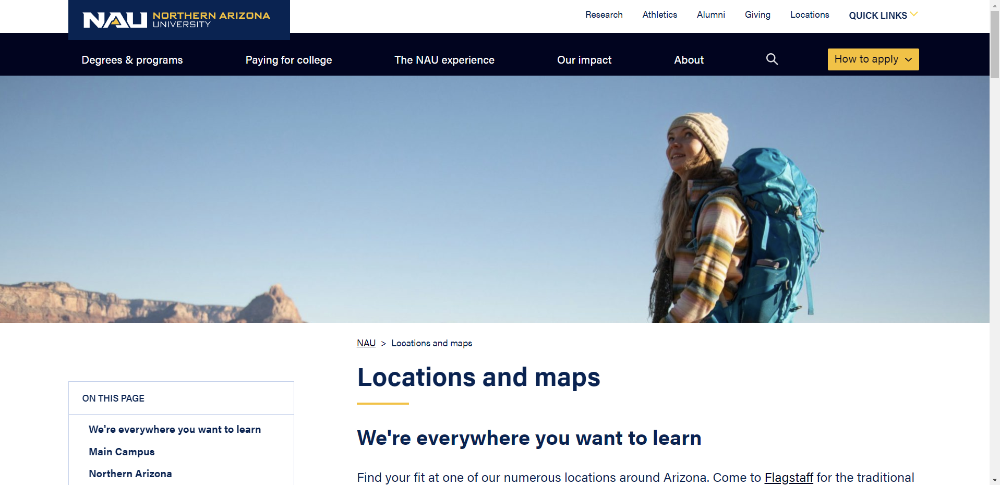 NAU NORTHERN ARIZONA
UNIVERSITY
Research Athletics Alumni Giving Locations QUICK LINKS
Degrees & programs Paying for college The NAU experience Our impact About How to apply
NAU > Locations and maps
Locations and maps
ON THIS PAGE
We're everywhere you want to learn
Main Campus
Northern Arizona
We're everywhere you want to learn
Find your fit at one of our numerous locations around Arizona. Come to Flagstaff for the traditional